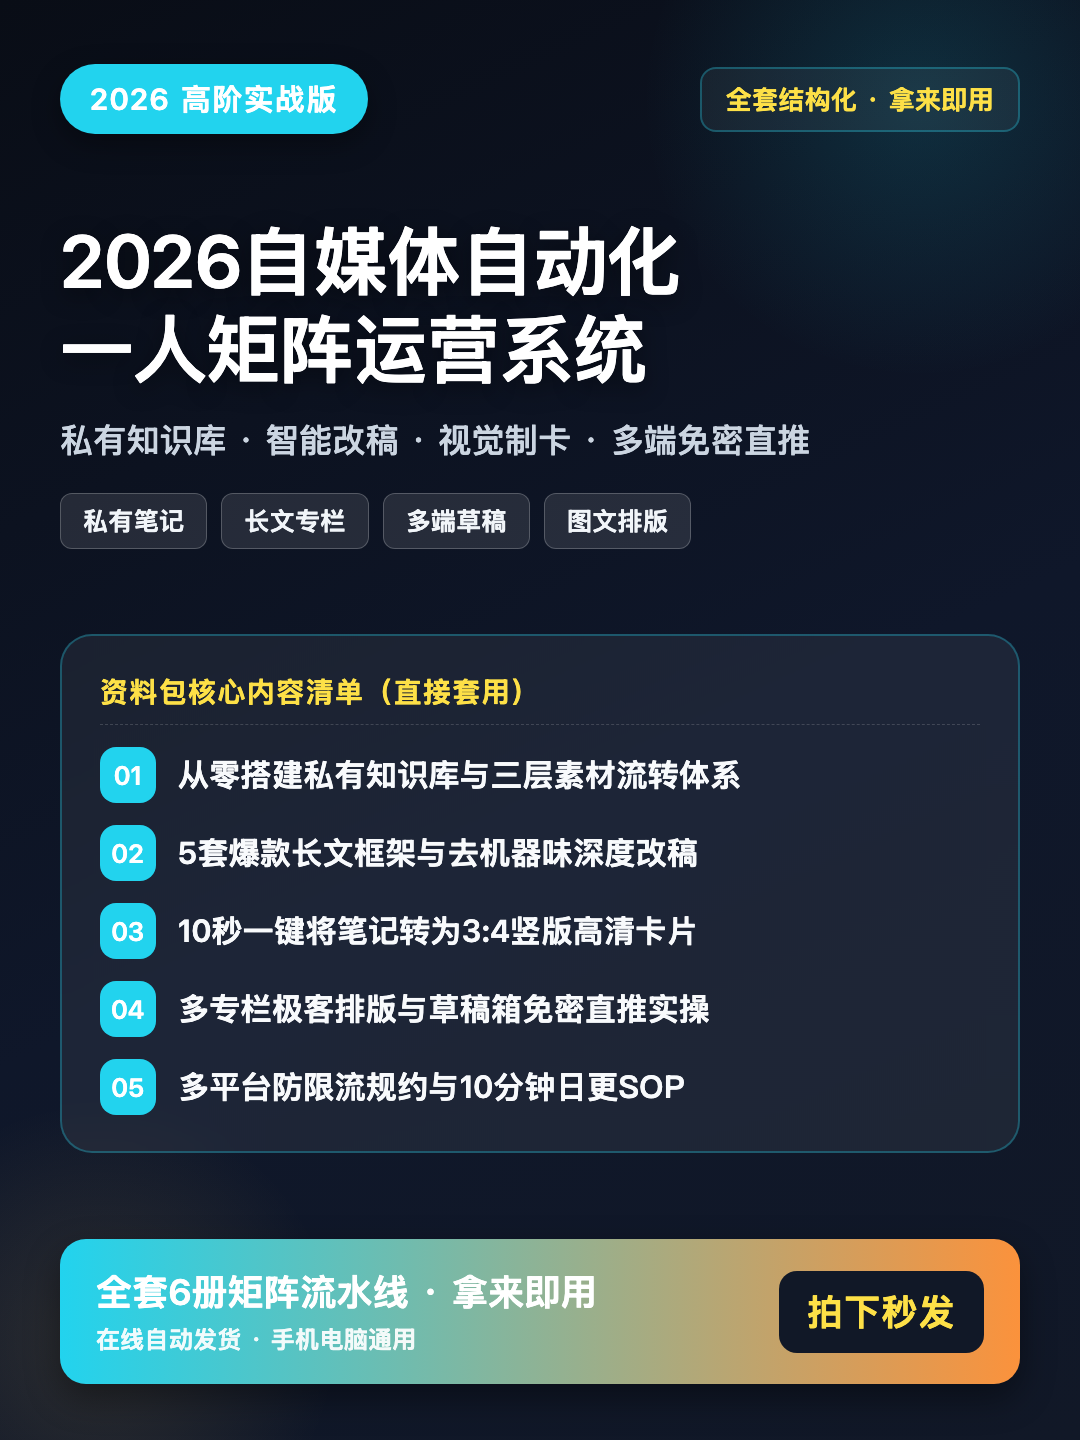 2026 高阶实战版
全套结构化 · 拿来即用
2026自媒体自动化
一人矩阵运营系统
私有知识库 · 智能改稿 · 视觉制卡 · 多端免密直推
私有笔记
长文专栏
多端草稿
图文排版
资料包核心内容清单（直接套用）
01 从零搭建私有知识库与三层素材流转体系
02 5套爆款长文框架与去机器味深度改稿
03 10秒一键将笔记转为3:4竖版高清卡片
04 多专栏极客排版与草稿箱免密直推实操
05 多平台防限流规约与10分钟日更SOP
全套6册矩阵流水线 · 拿来即用
在线自动发货 · 手机电脑通用
拍下秒发